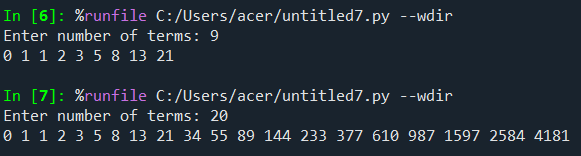 In [6]: %runfile C:/Users/acer/untitled7.py --wdir
Enter number of terms: 9
0 1 1 2 3 5 8 13 21
In [7]: %runfile C:/Users/acer/untitled7.py --wdir
Enter number of terms: 20
0 1 1 2 3 5 8 13 21 34 55 89 144 233 377 610 987 1597 2584 4181